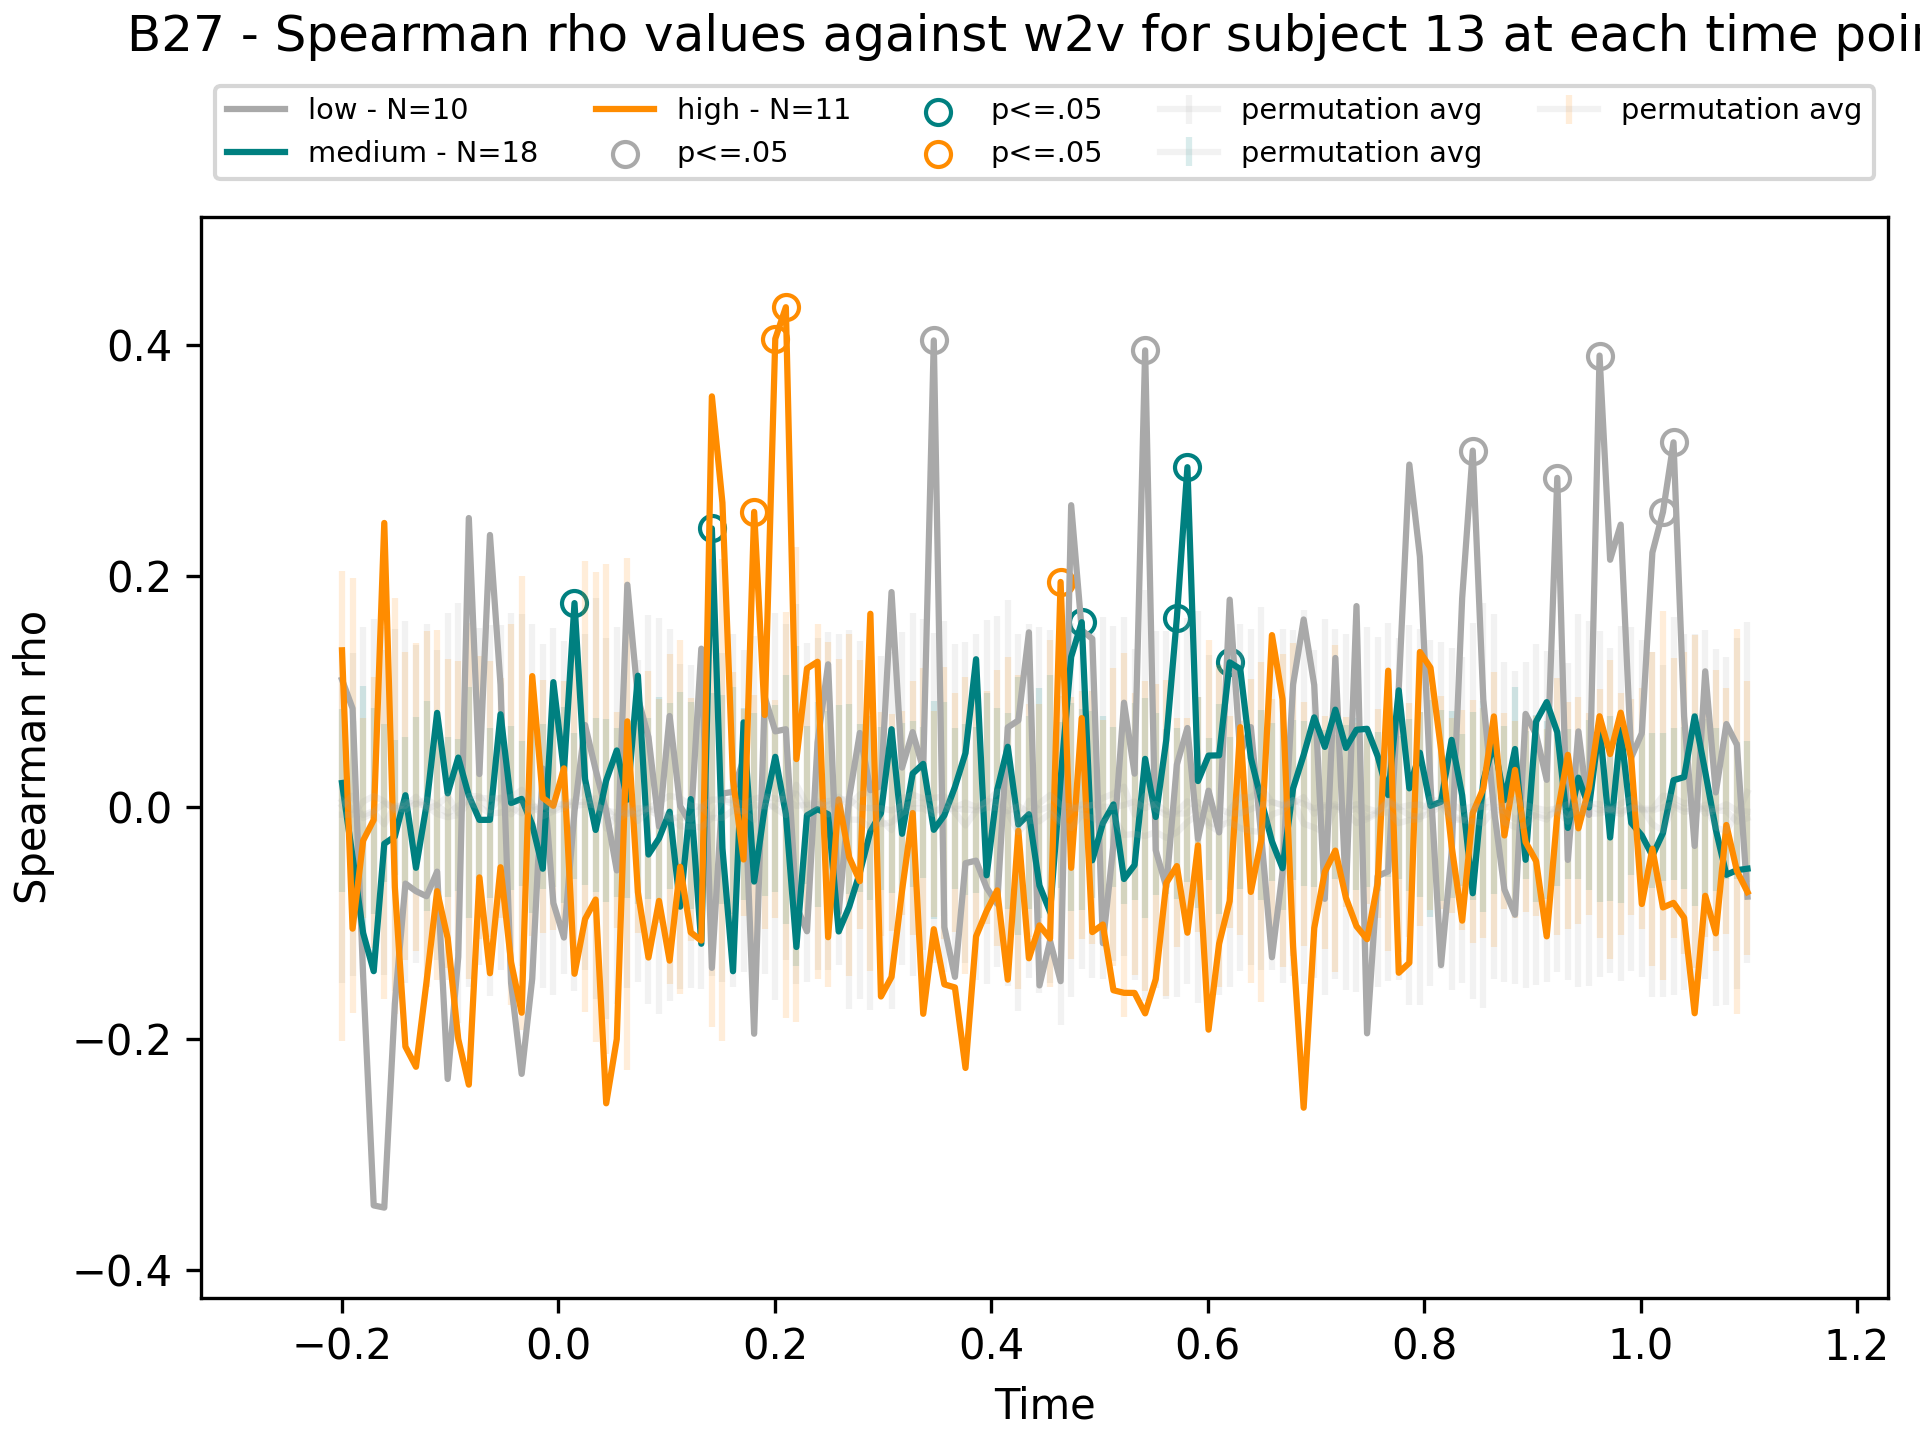 B27 - Spearman rho values against w2v for subject 13 at each time poi
low - N=10
medium - N=18
high - N=11
p<=.05
p<=.05
p<=.05
permutation avg
permutation avg
permutation avg
Spearman rho
0.4
0.2
0.0
−0.2
−0.4
−0.2 0.0 0.2 0.4 0.6 0.8 1.0 1.2
Time